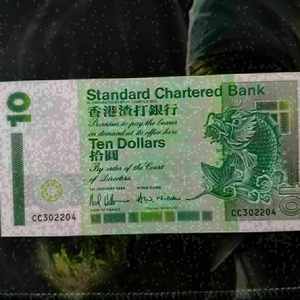 10
Standard Chartered Bank
香港渣打銀行
Promises to pay the bearer
on demand at its office here
Ten Dollars
拾圓
By order of the Court
of Directors.
HONG KONG
CC302204
CC302204
10